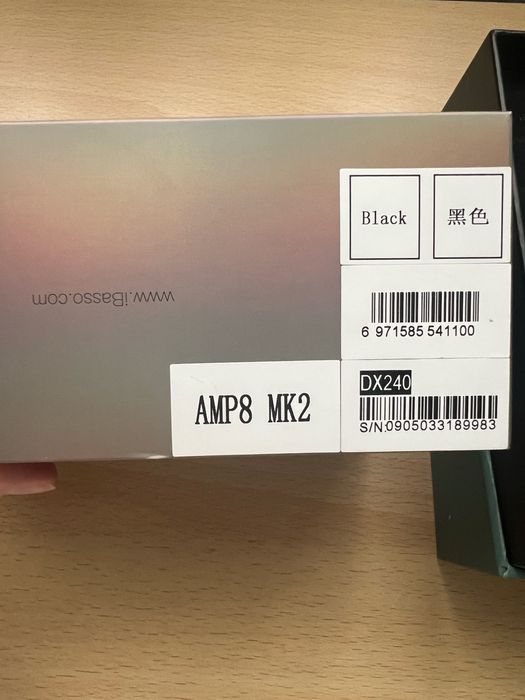 Black
黑色
www.iBasso.com
6 971585 541100
AMP8 MK2
DX240
S/N:0905033189983